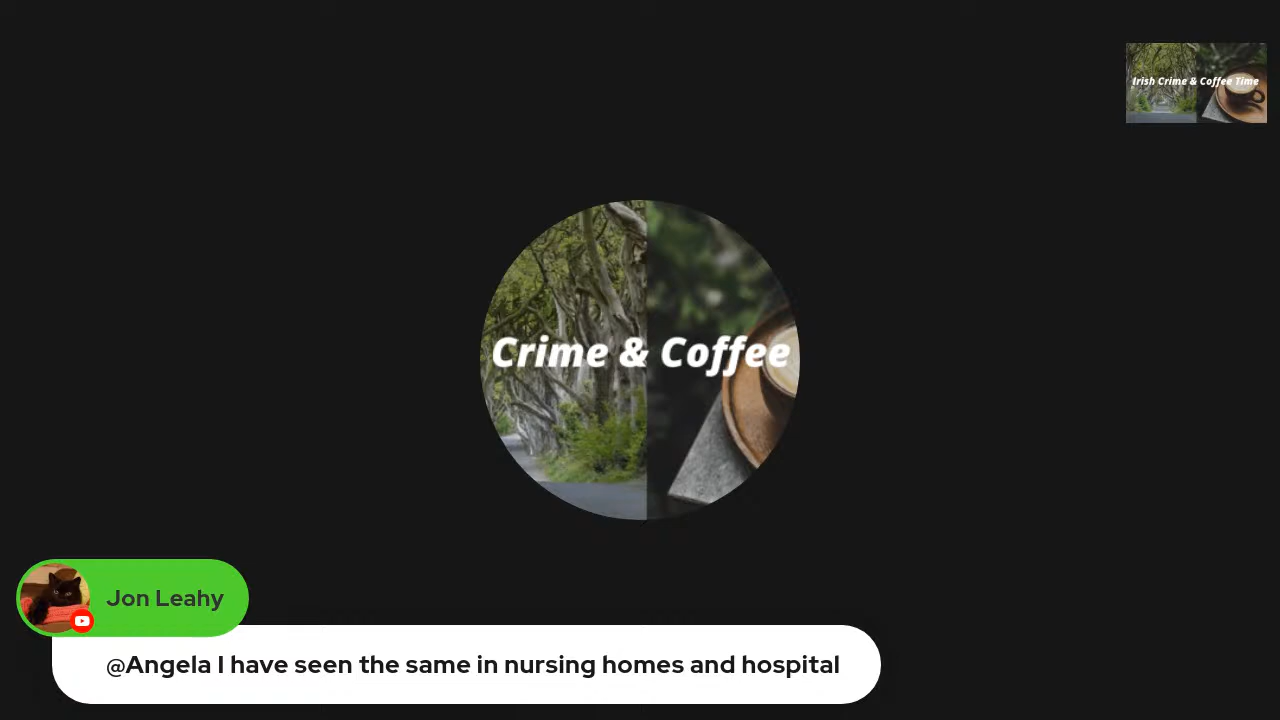 Irish Crime & Coffee Time
Crime & Coffee
Jon Leahy
@Angela I have seen the same in nursing homes and hospital